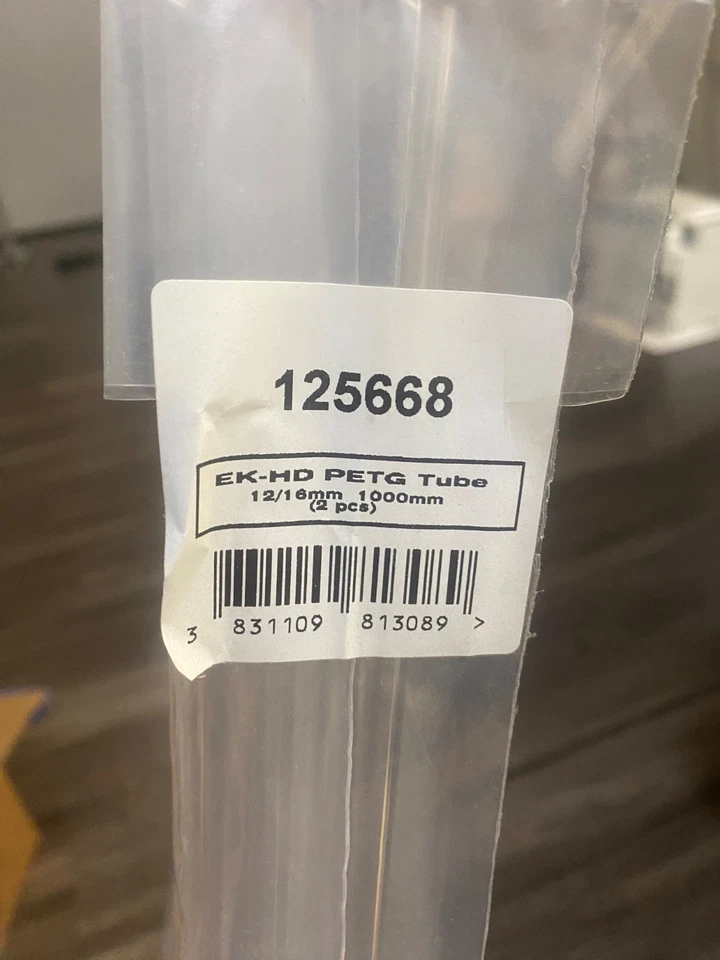 125668
EK-HD PETG Tube
12/16mm 1000mm
(2 pcs)
3 831109 813089 >